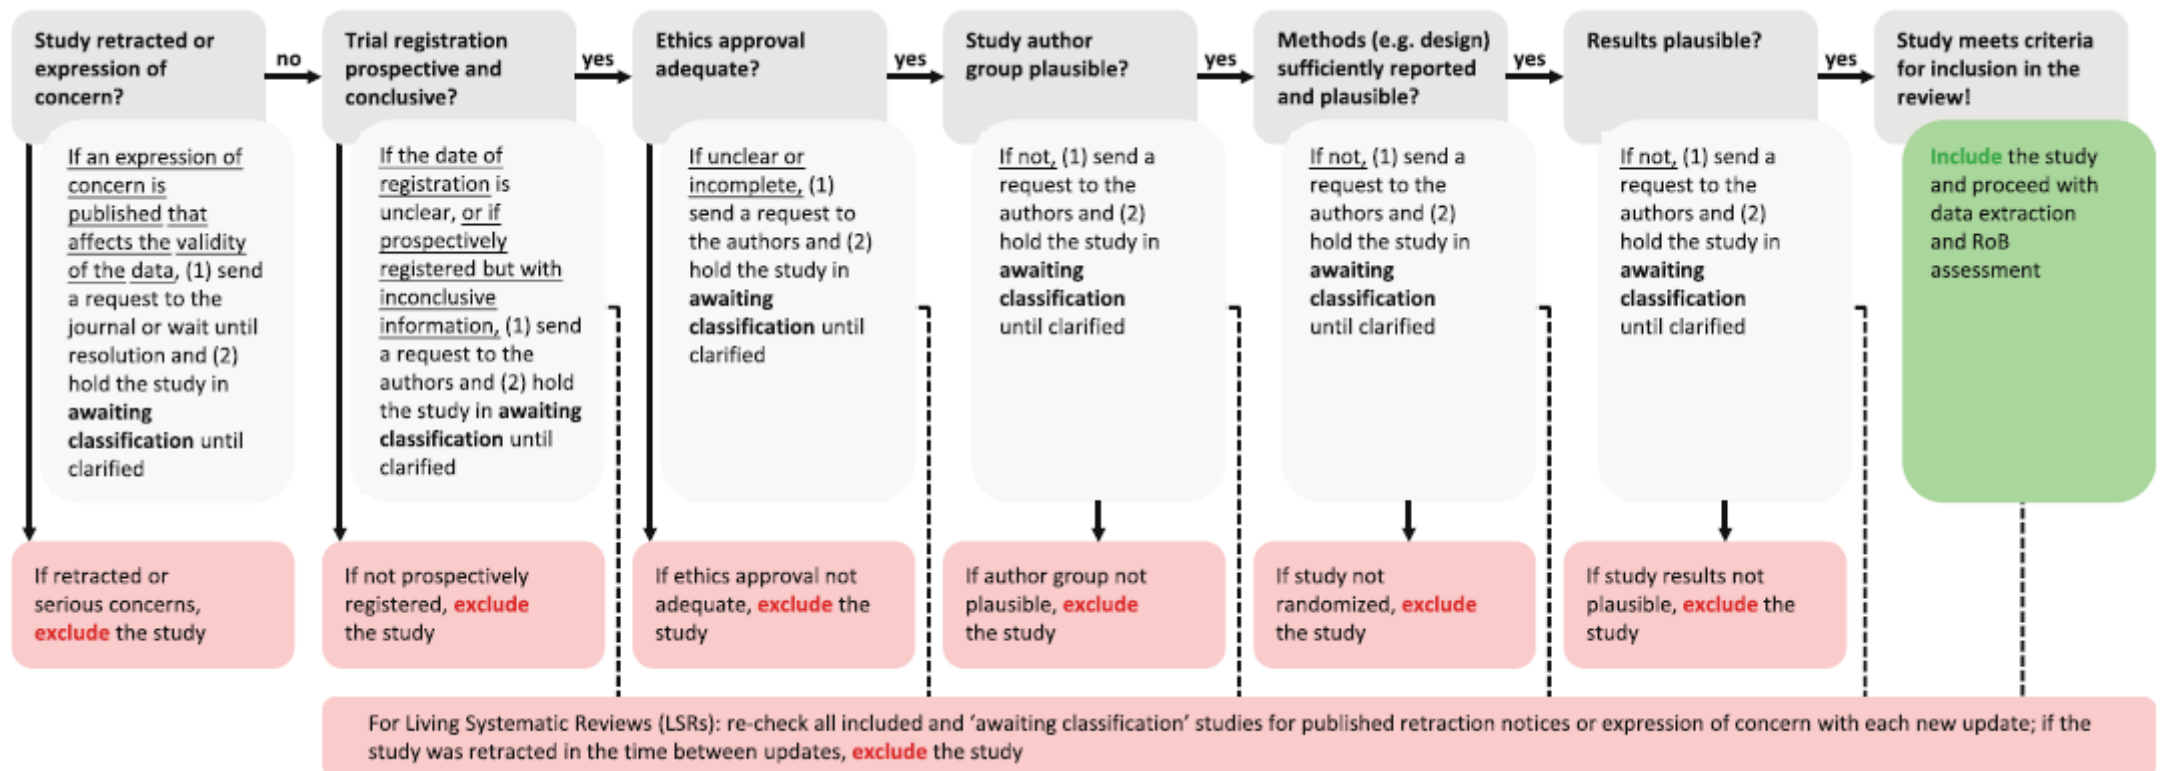 Study retracted or
expression of
concern?
no
Trial registration
prospective and
conclusive?
yes
Ethics approval
adequate?
yes
Study author
group plausible?
yes
Methods (e.g. design)
sufficiently reported
and plausible?
yes
Results plausible?
yes
Study meets criteria
for inclusion in the
review!
If an expression of
concern is
published that
affects the validity
of the data, (1) send
a request to the
journal or wait until
resolution and (2)
hold the study in
awaiting
classification until
clarified
If the date of
registration is
unclear, or if
prospectively
registered but with
inconclusive
information, (1) send
a request to the
authors and (2) hold
the study in awaiting
classification until
clarified
If unclear or
incomplete, (1)
send a request to
the authors and (2)
hold the study in
awaiting
classification until
clarified
If not, (1) send a
request to the
authors and (2)
hold the study in
awaiting
classification
until clarified
If not, (1) send a
request to the
authors and (2)
hold the study in
awaiting
classification
until clarified
If not, (1) send a
request to the
authors and (2)
hold the study in
awaiting
classification
until clarified
Include the study
and proceed with
data extraction
and RoB
assessment
If retracted or
serious concerns,
exclude the study
If not prospectively
registered, exclude
the study
If ethics approval not
adequate, exclude the
study
If author group not
plausible, exclude
the study
If study not
randomized, exclude
the study
If study results not
plausible, exclude the
study
For Living Systematic Reviews (LSRs): re-check all included and 'awaiting classification' studies for published retraction notices or expression of concern with each new update; if the
study was retracted in the time between updates, exclude the study